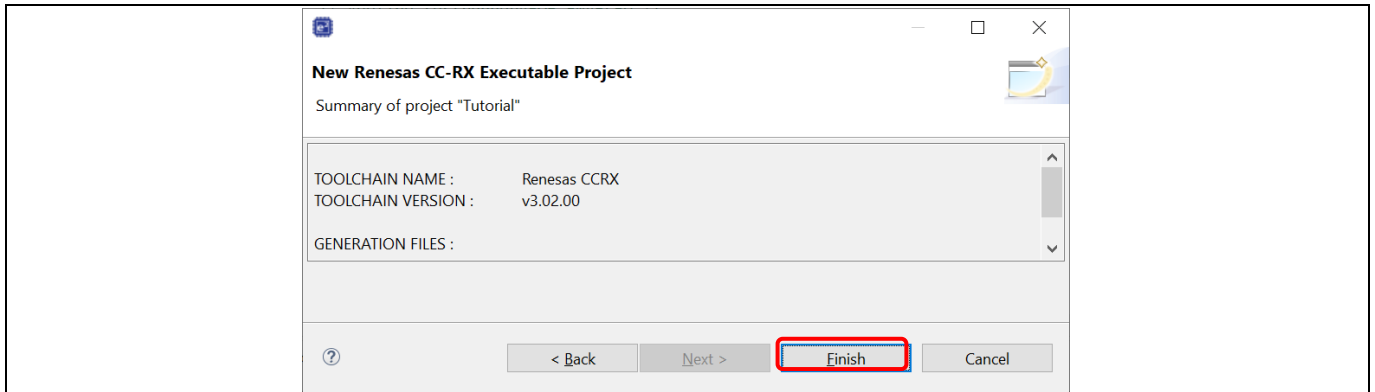 New Renesas CC-RX Executable Project
Summary of project "Tutorial"
TOOLCHAIN NAME : Renesas CCRX
TOOLCHAIN VERSION : v3.02.00
GENERATION FILES :
< Back Next > Finish Cancel